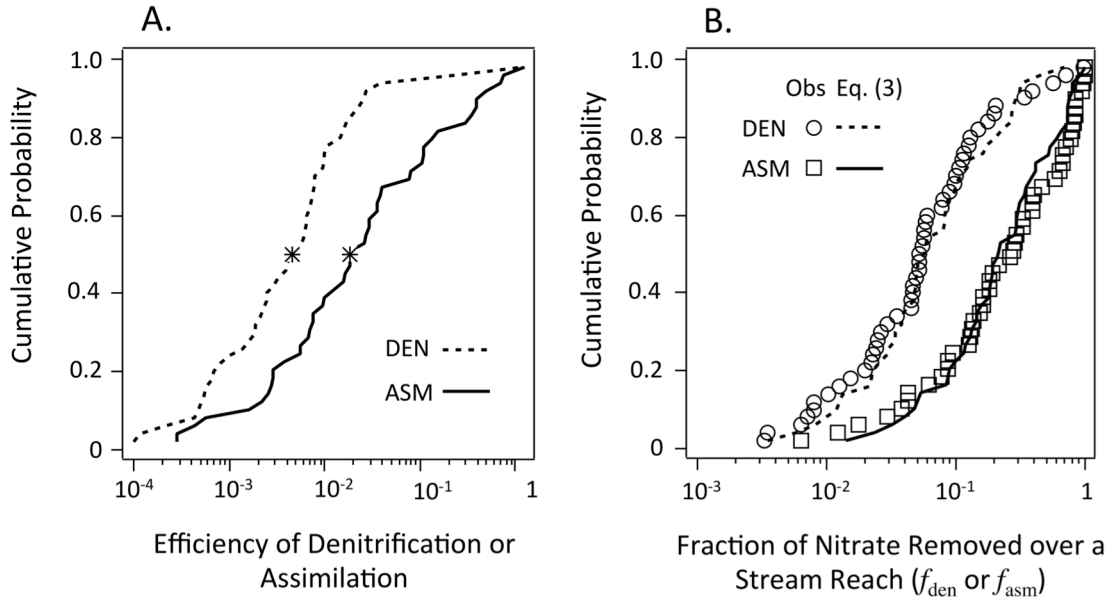 A.
Cumulative Probability
1.0
0.8
0.6
0.4
0.2
0
DEN
ASM
10-4
10-3
10-2
10-1
1
Efficiency of Denitrification or
Assimilation
B.
Cumulative Probability
1.0
0.8
0.6
0.4
0.2
0
Obs Eq. (3)
DEN
ASM
10-3
10-2
10-1
1
Fraction of Nitrate Removed over a
Stream Reach (fden or fasm)